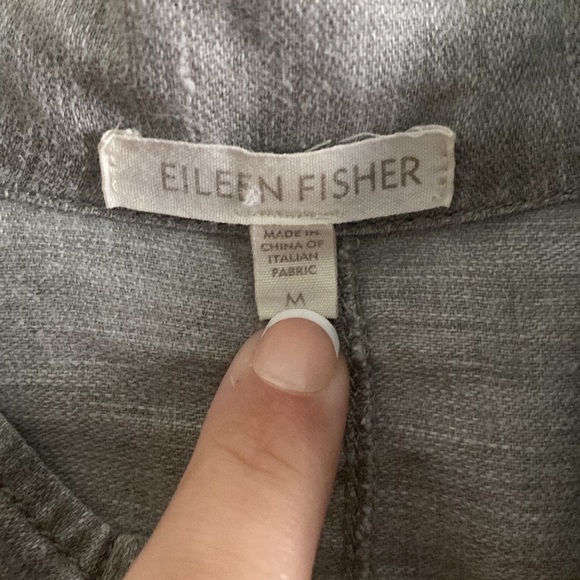 EILEEN FISHER
MADE IN
CHINA OF
ITALIAN
FABRIC
M